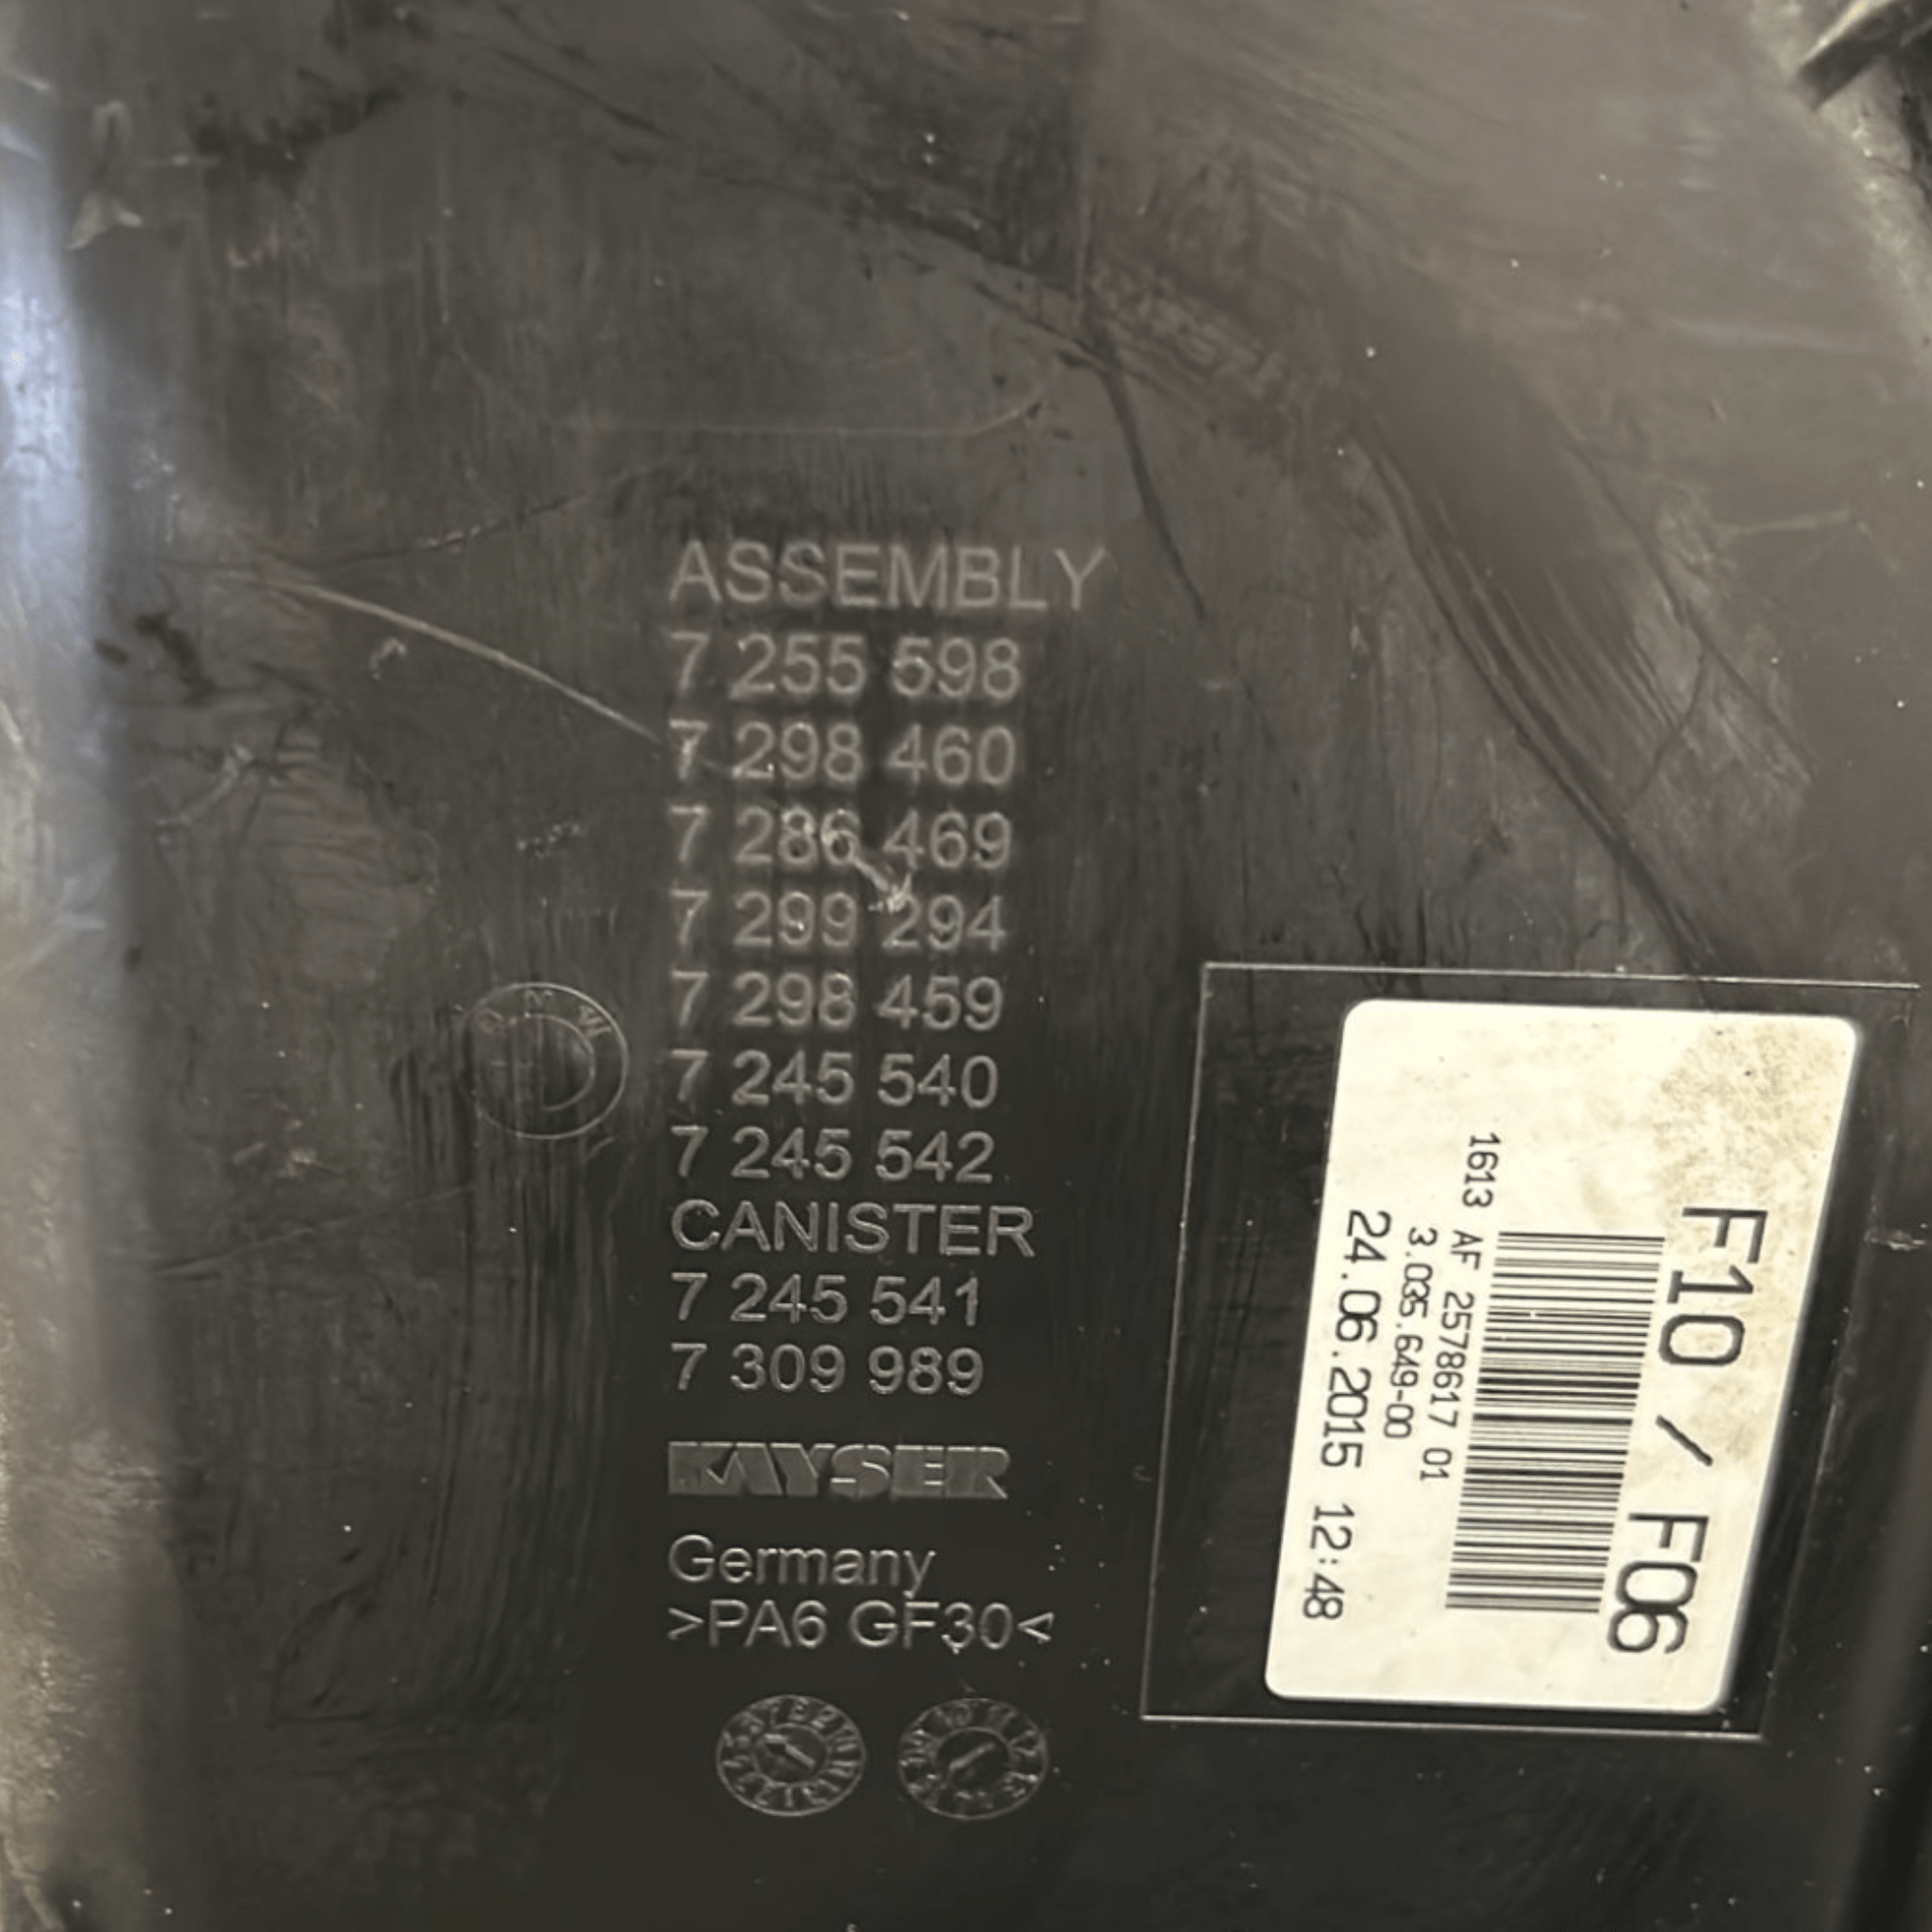 ASSEMBLY
7 255 598
7 298 460
7 286 469
7 299 294
7 298 459
7 245 540
7 245 542
CANISTER
7 245 541
7 309 989
KAYSER
Germany
>PA6 GF30<
BMW
F10 / F06
1613 AF 2578617 01
3.035.649-00
24.06.2015 12:48